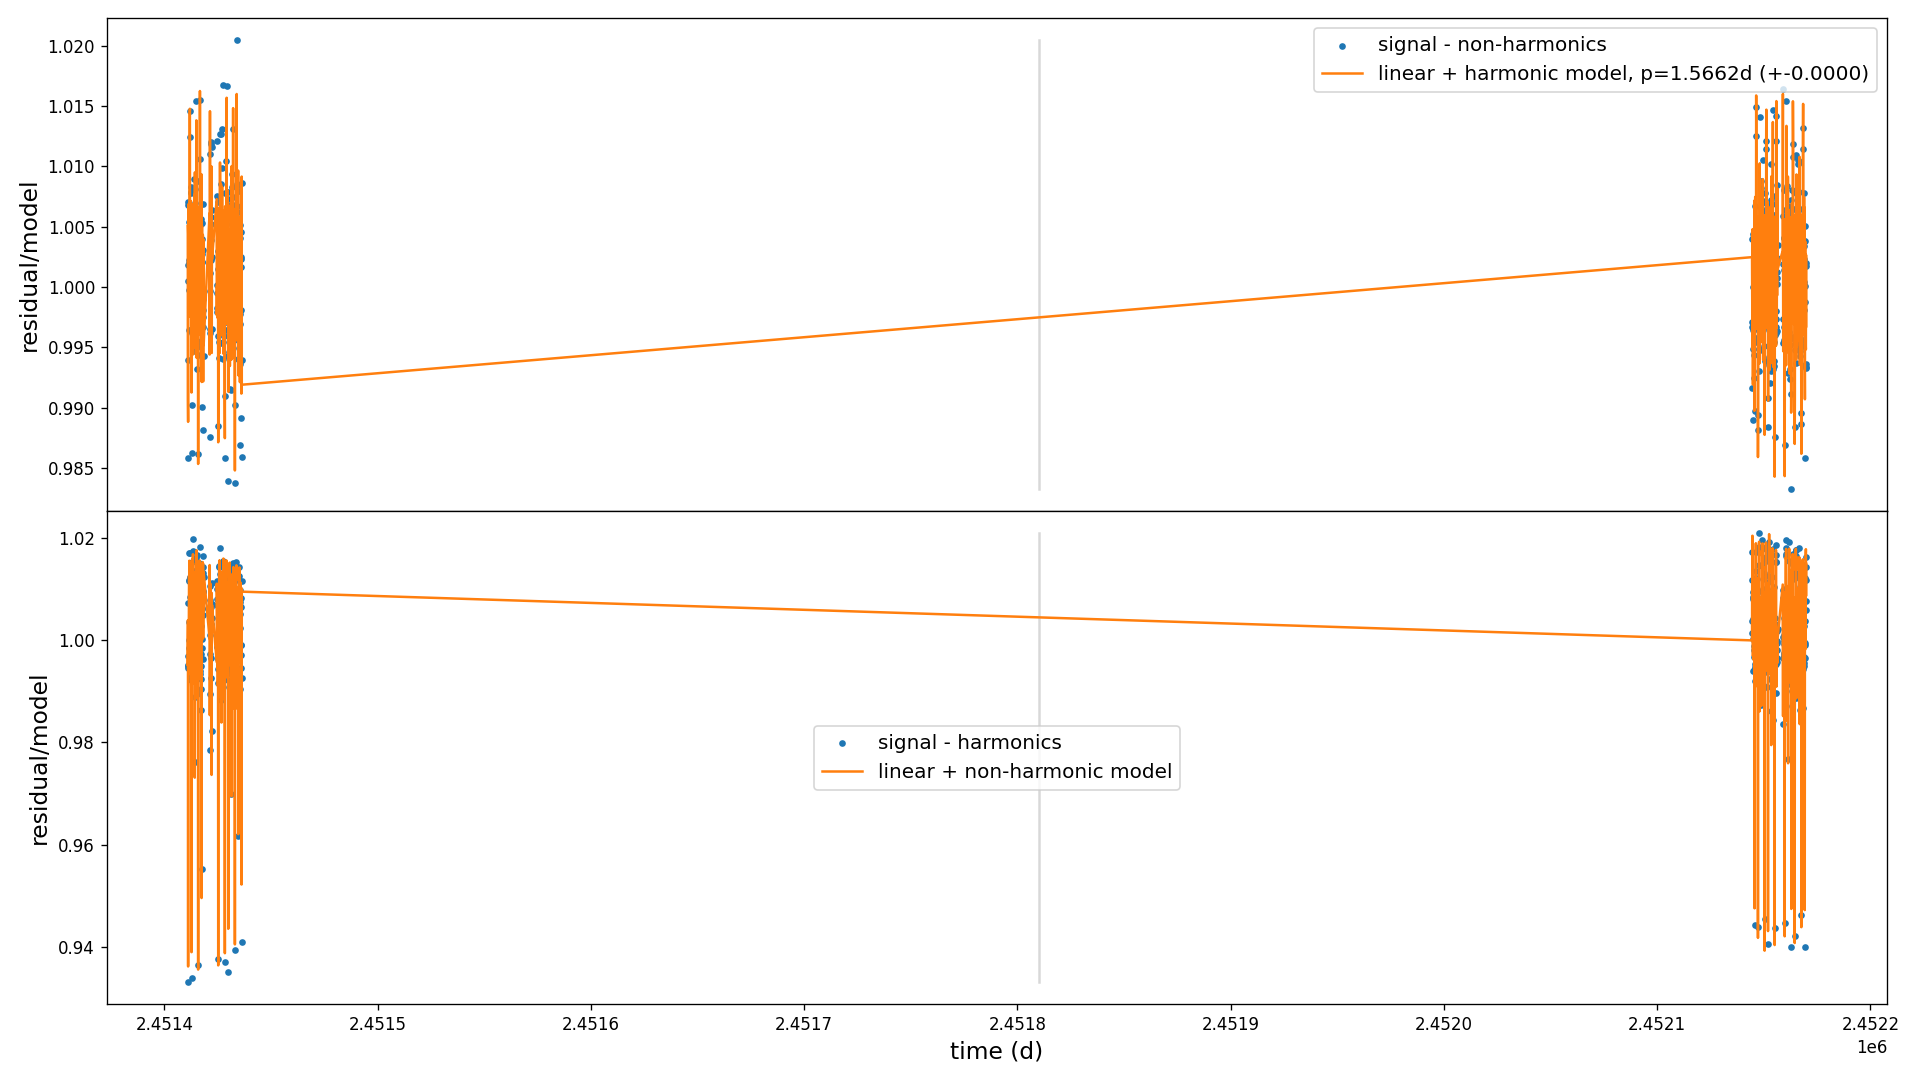 1.020
1.015
1.010
1.005
1.000
0.995
0.990
0.985
residual/model
signal - non-harmonics
linear + harmonic model, p=1.5662d (+-0.0000)
1.02
1.00
0.98
0.96
0.94
residual/model
signal - harmonics
linear + non-harmonic model
2.4514 2.4515 2.4516 2.4517 2.4518 2.4519 2.4520 2.4521 2.4522
time (d)
1e6